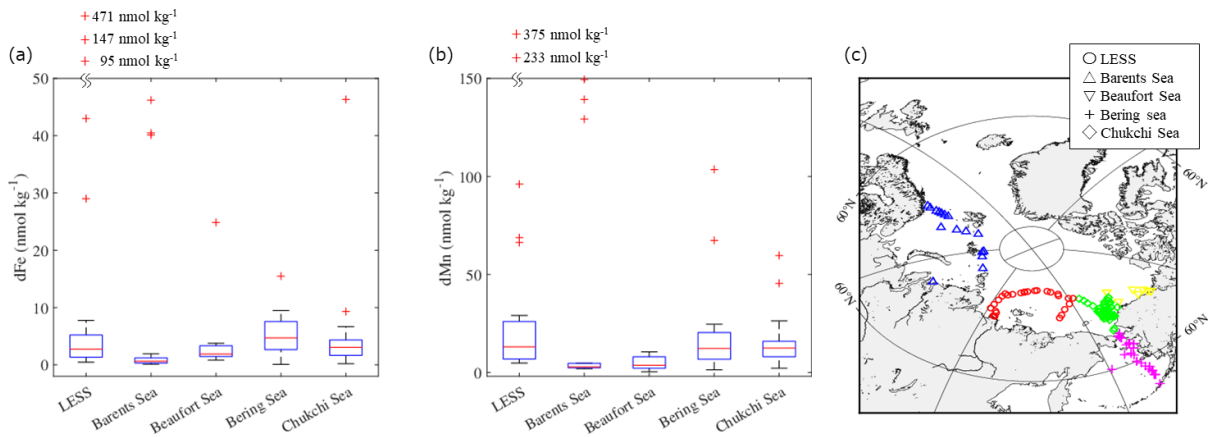 471 nmol kg-1
147 nmol kg-1
95 nmol kg-1
(a)
50
40
30
20
10
0
dFe (nmol kg-1)
LESS
Barents Sea
Beaufort Sea
Bering Sea
Chukchi Sea
375 nmol kg-1
233 nmol kg-1
(b)
150
100
50
0
dMn (nmol kg-1)
LESS
Barents Sea
Beaufort Sea
Bering Sea
Chukchi Sea
(c)
LESS
Barents Sea
Beaufort Sea
Bering sea
Chukchi Sea
60°N
60°N
60°N
60°N